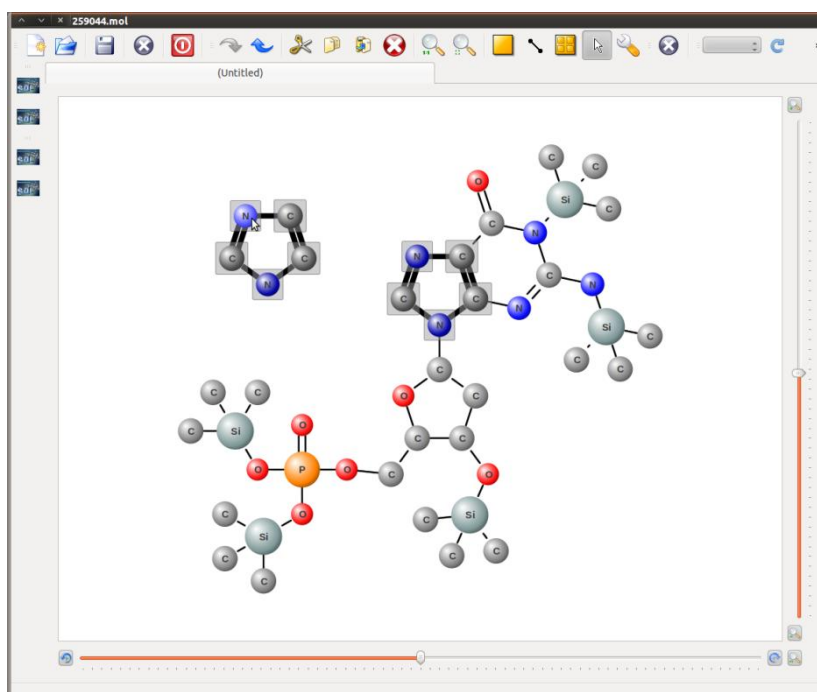 259044.mol
(Untitled)
C C
O Si
N C C C
N
N C
C C C N
N N
N
Si C
C C
C
C C O C
C Si O C C
O P O C O
C O C Si
C Si C C
C